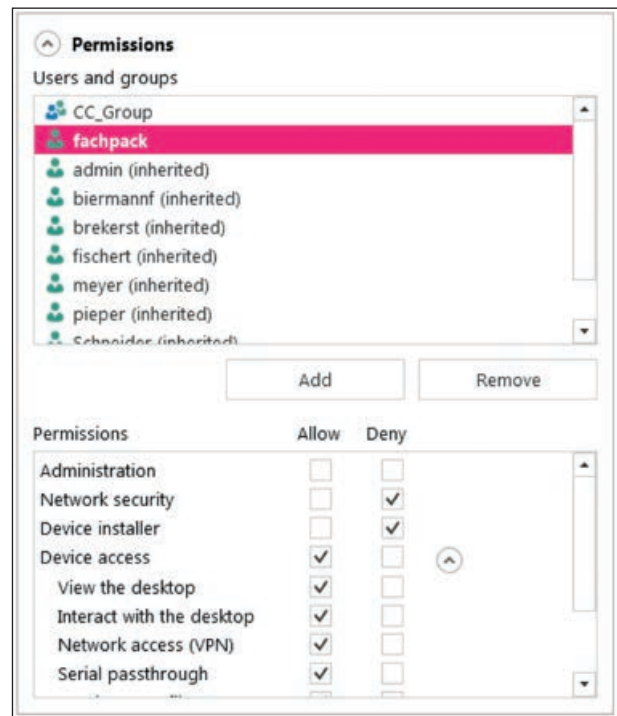 Permissions
Users and groups
CC_Group
fachpack
admin (inherited)
biermannf (inherited)
brekerst (inherited)
fischert (inherited)
meyer (inherited)
pieper (inherited)
Schneider (inherited)
Add Remove
Permissions Allow Deny
Administration
Network security
Device installer
Device access
View the desktop
Interact with the desktop
Network access (VPN)
Serial passthrough